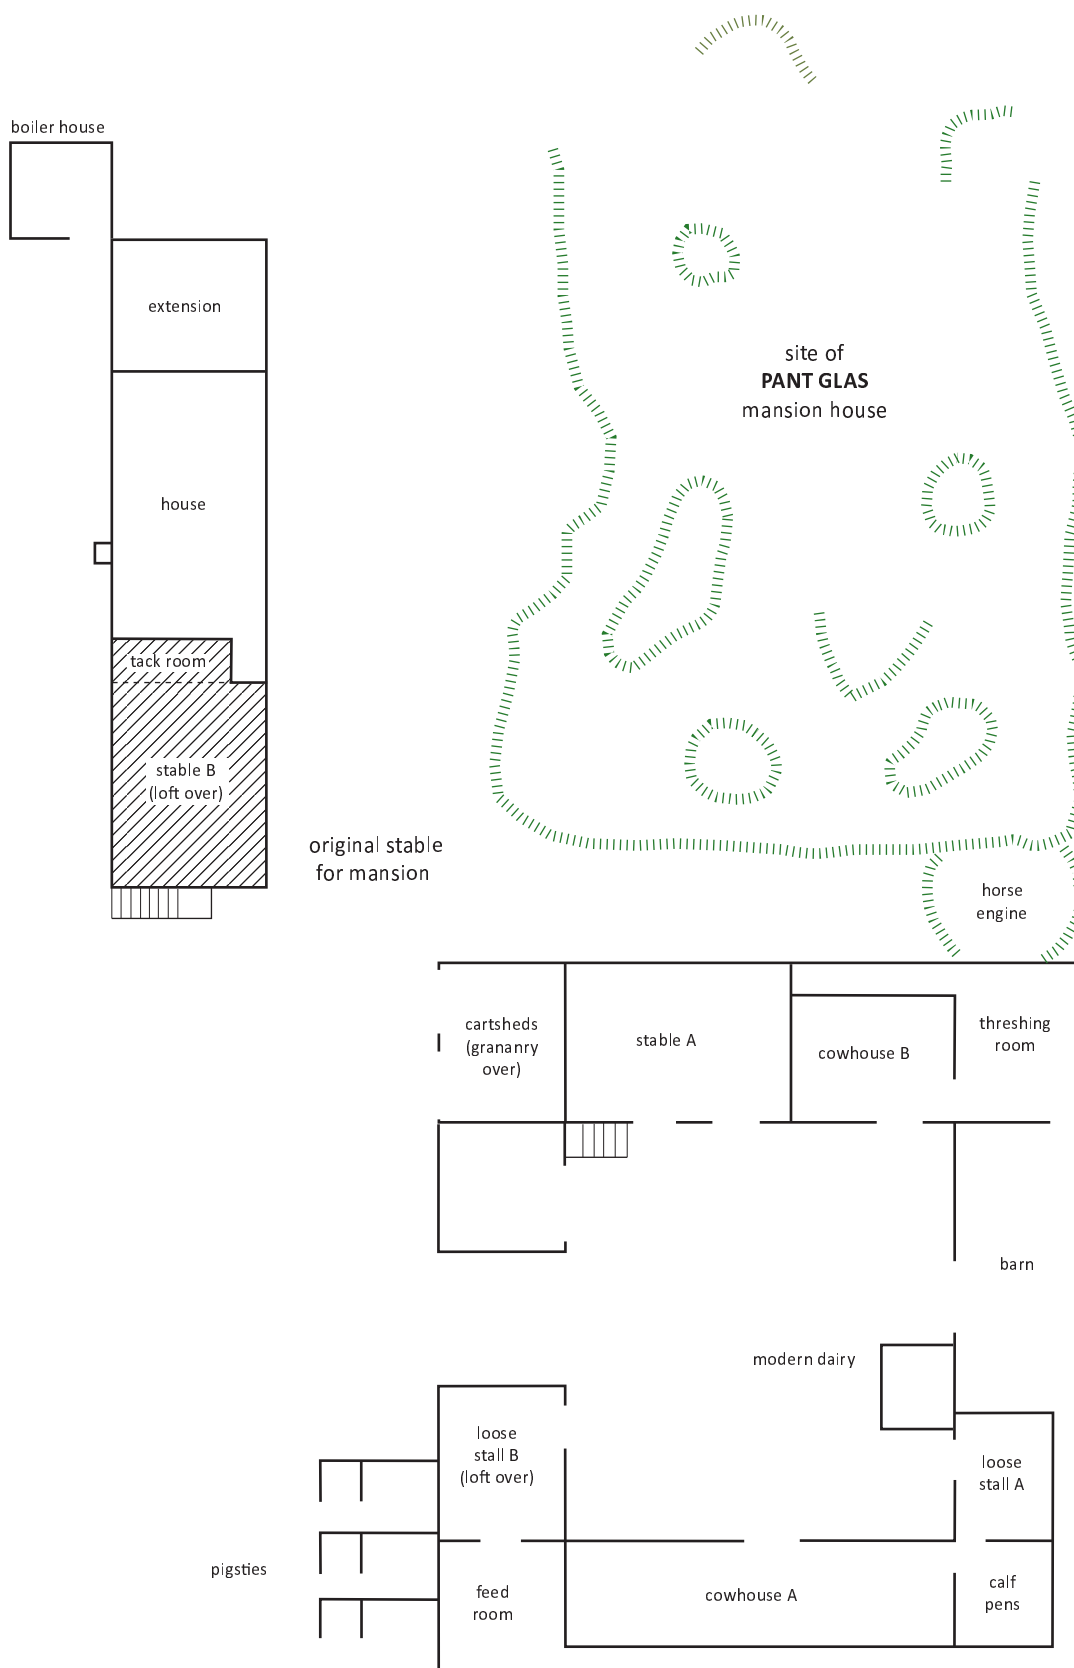 boiler house
extension
site of
PANT GLAS
mansion house
house
tack room
stable B
(loft over)
original stable
for mansion
horse
engine
cartsheds
(grananry
over)
stable A
cowhouse B
threshing
room
barn
modern dairy
loose
stall B
(loft over)
loose
stall A
pigsties
feed
room
cowhouse A
calf
pens